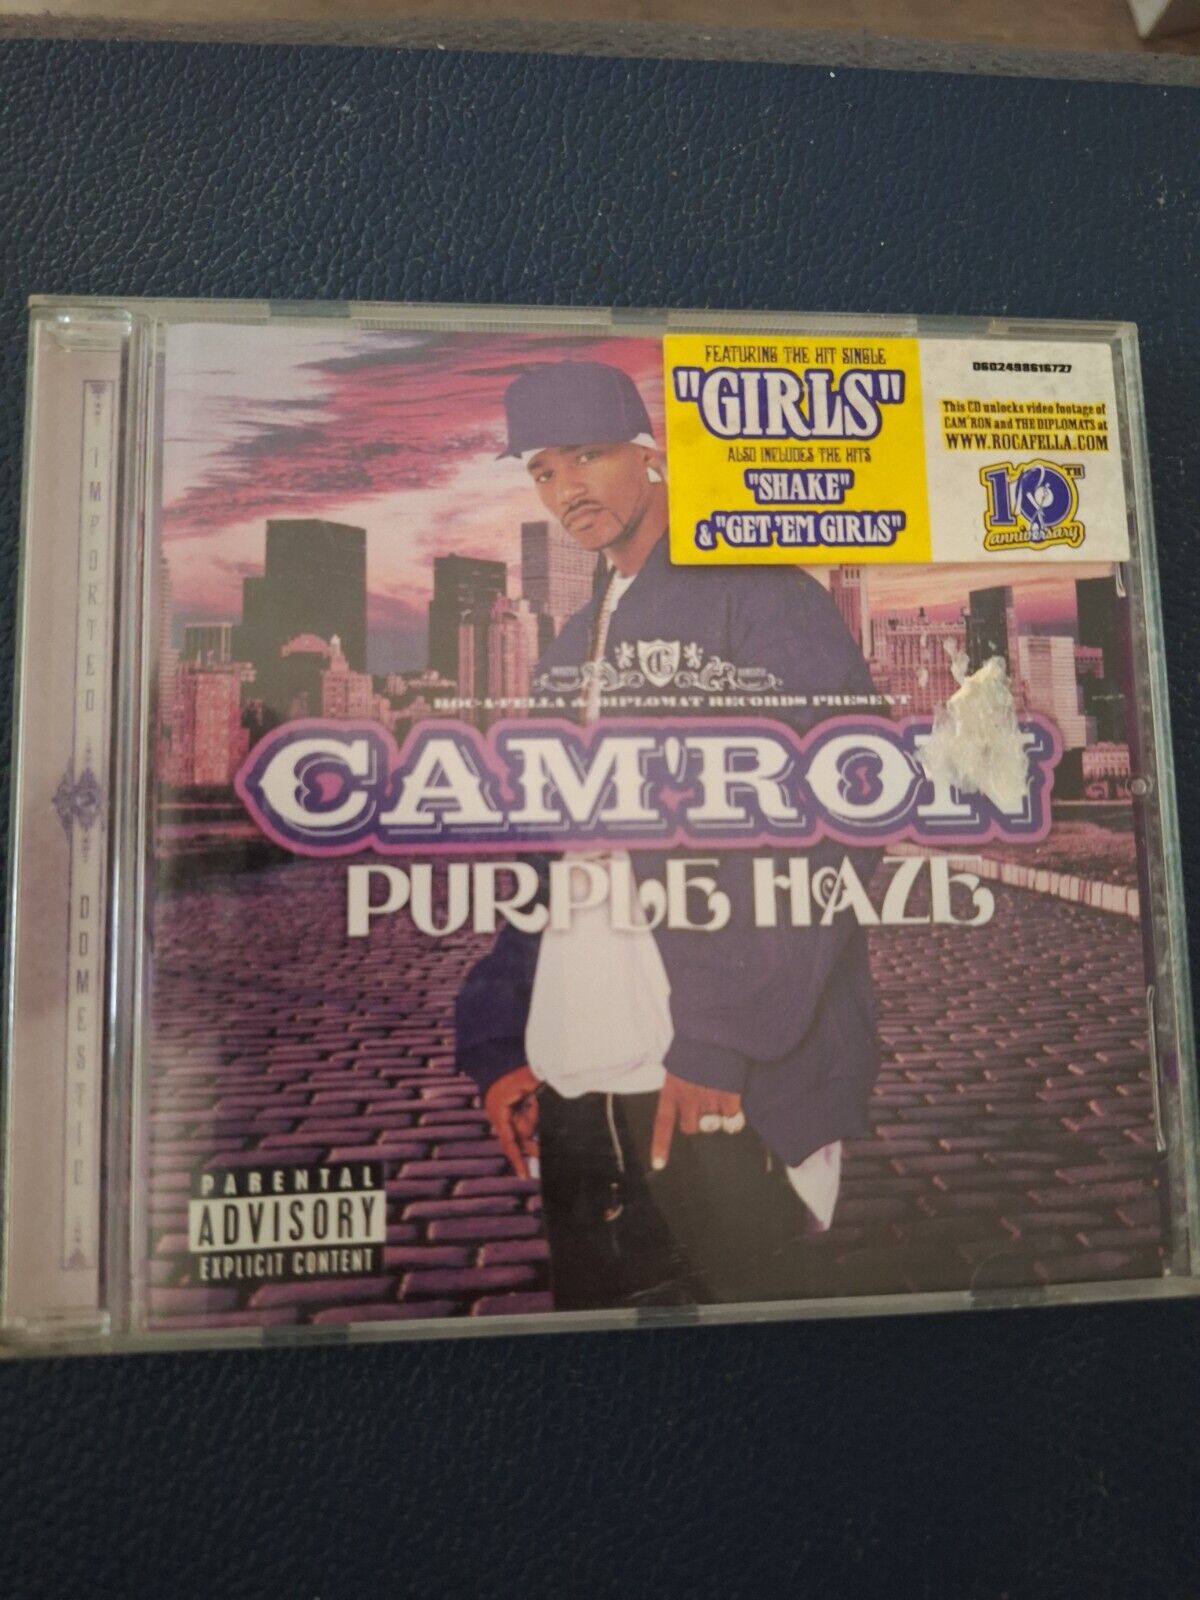 FEATURING THE HIT SINGLE
"GIRLS"
ALSO INCLUDES THE HITS
"SHAKE"
& "GET 'EM GIRLS"
0602498616727
This CD unlocks video footage of
CAM'RON and THE DIPLOMATS at
WWW.ROCAFELLA.COM
10TH
anniversary
C
ROC-A-FELLA & DIPLOMAT RECORDS PRESENT
CAM'RON
PURPLE HAZE
PARENTAL
ADVISORY
EXPLICIT CONTENT
IMPORTED
DOMESTIC